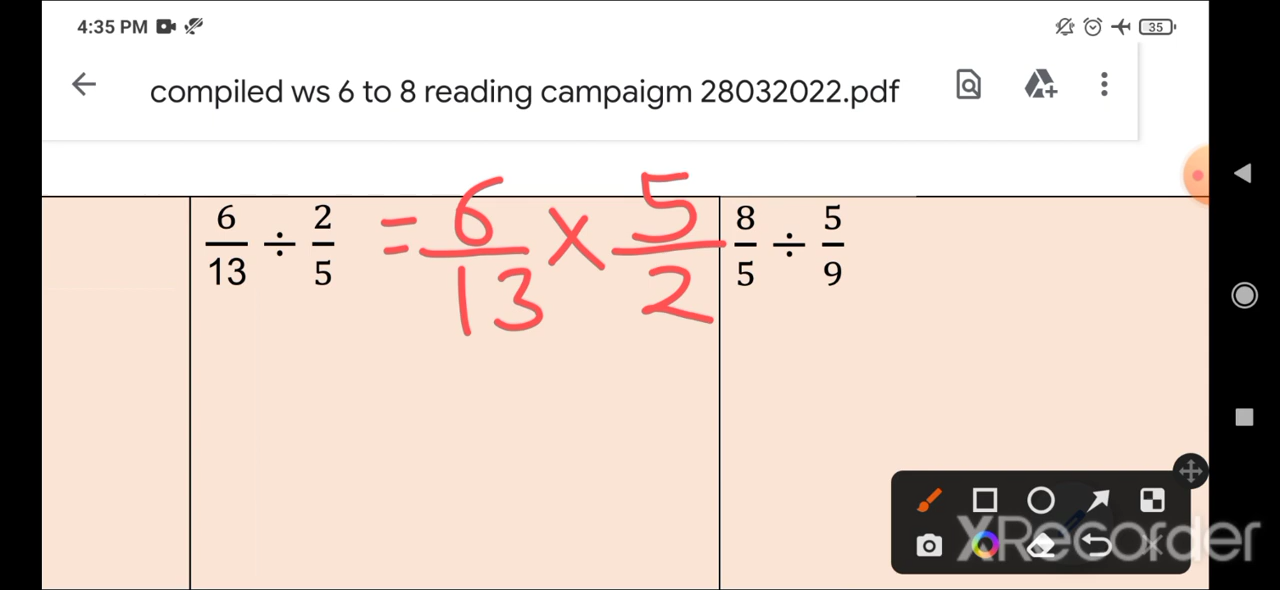 4:35 PM 35
compiled ws 6 to 8 reading campaigm 28032022.pdf
6/13 ÷ 2/5 = 6/13 × 5/2
8/5 ÷ 5/9
XRecorder